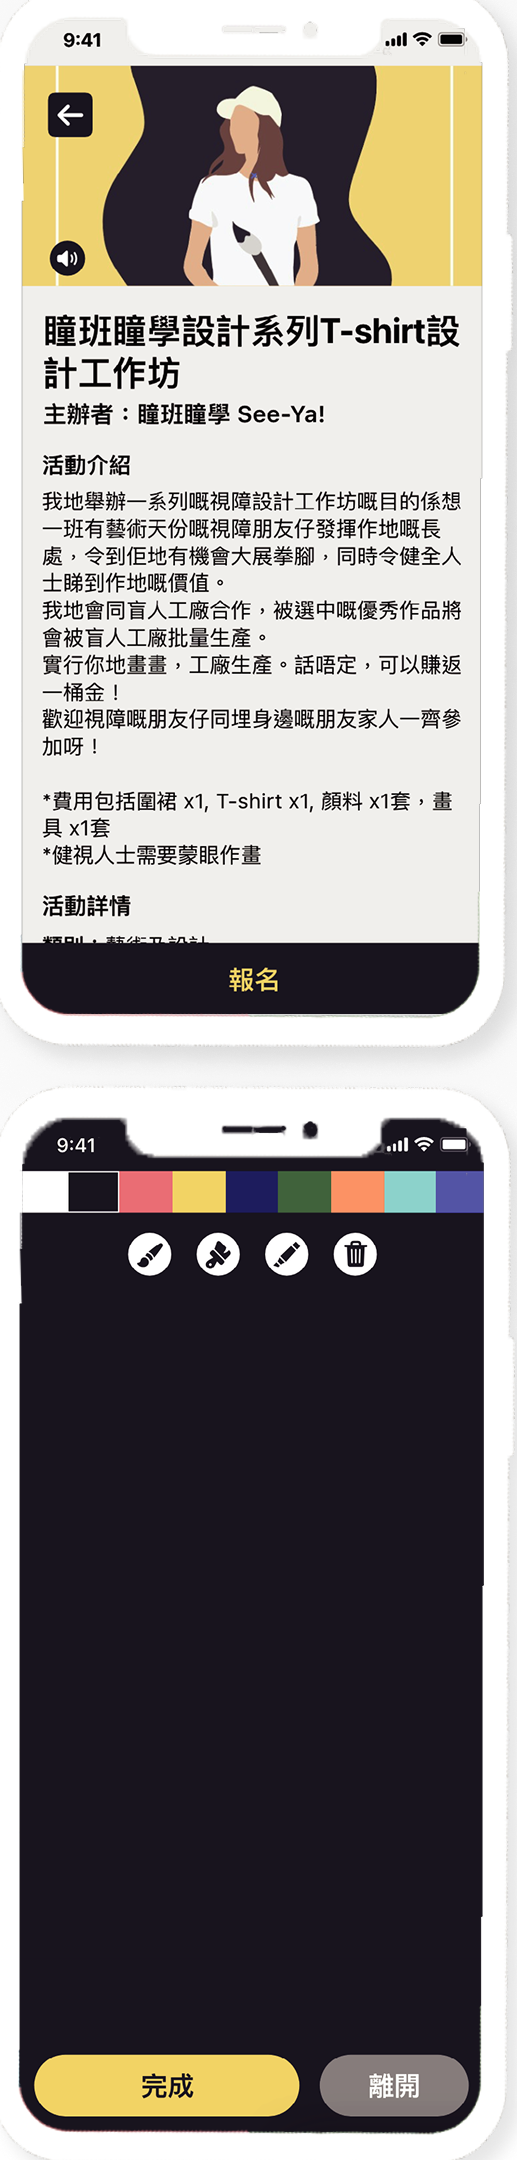 9:41
瞳班瞳學設計系列T-shirt設
計工作坊
主辦者：瞳班瞳學 See-Ya!
活動介紹
我地舉辦一系列嘅視障設計工作坊嘅目的係想
一班有藝術天份嘅視障朋友仔發揮作地嘅長
處，令到佢地有機會大展拳腳，同時令健全人
士睇到作地嘅價值。
我地會同盲人工廠合作，被選中嘅優秀作品將
會被盲人工廠批量生產。
實行你地畫畫，工廠生產。話唔定，可以賺返
一桶金！
歡迎視障嘅朋友仔同埋身邊嘅朋友家人一齊參
加呀！
*費用包括圍裙 x1, T-shirt x1, 顏料 x1套，畫
具 x1套
*健視人士需要蒙眼作畫
活動詳情
類別：藝術及設計
報名
9:41
完成
離開